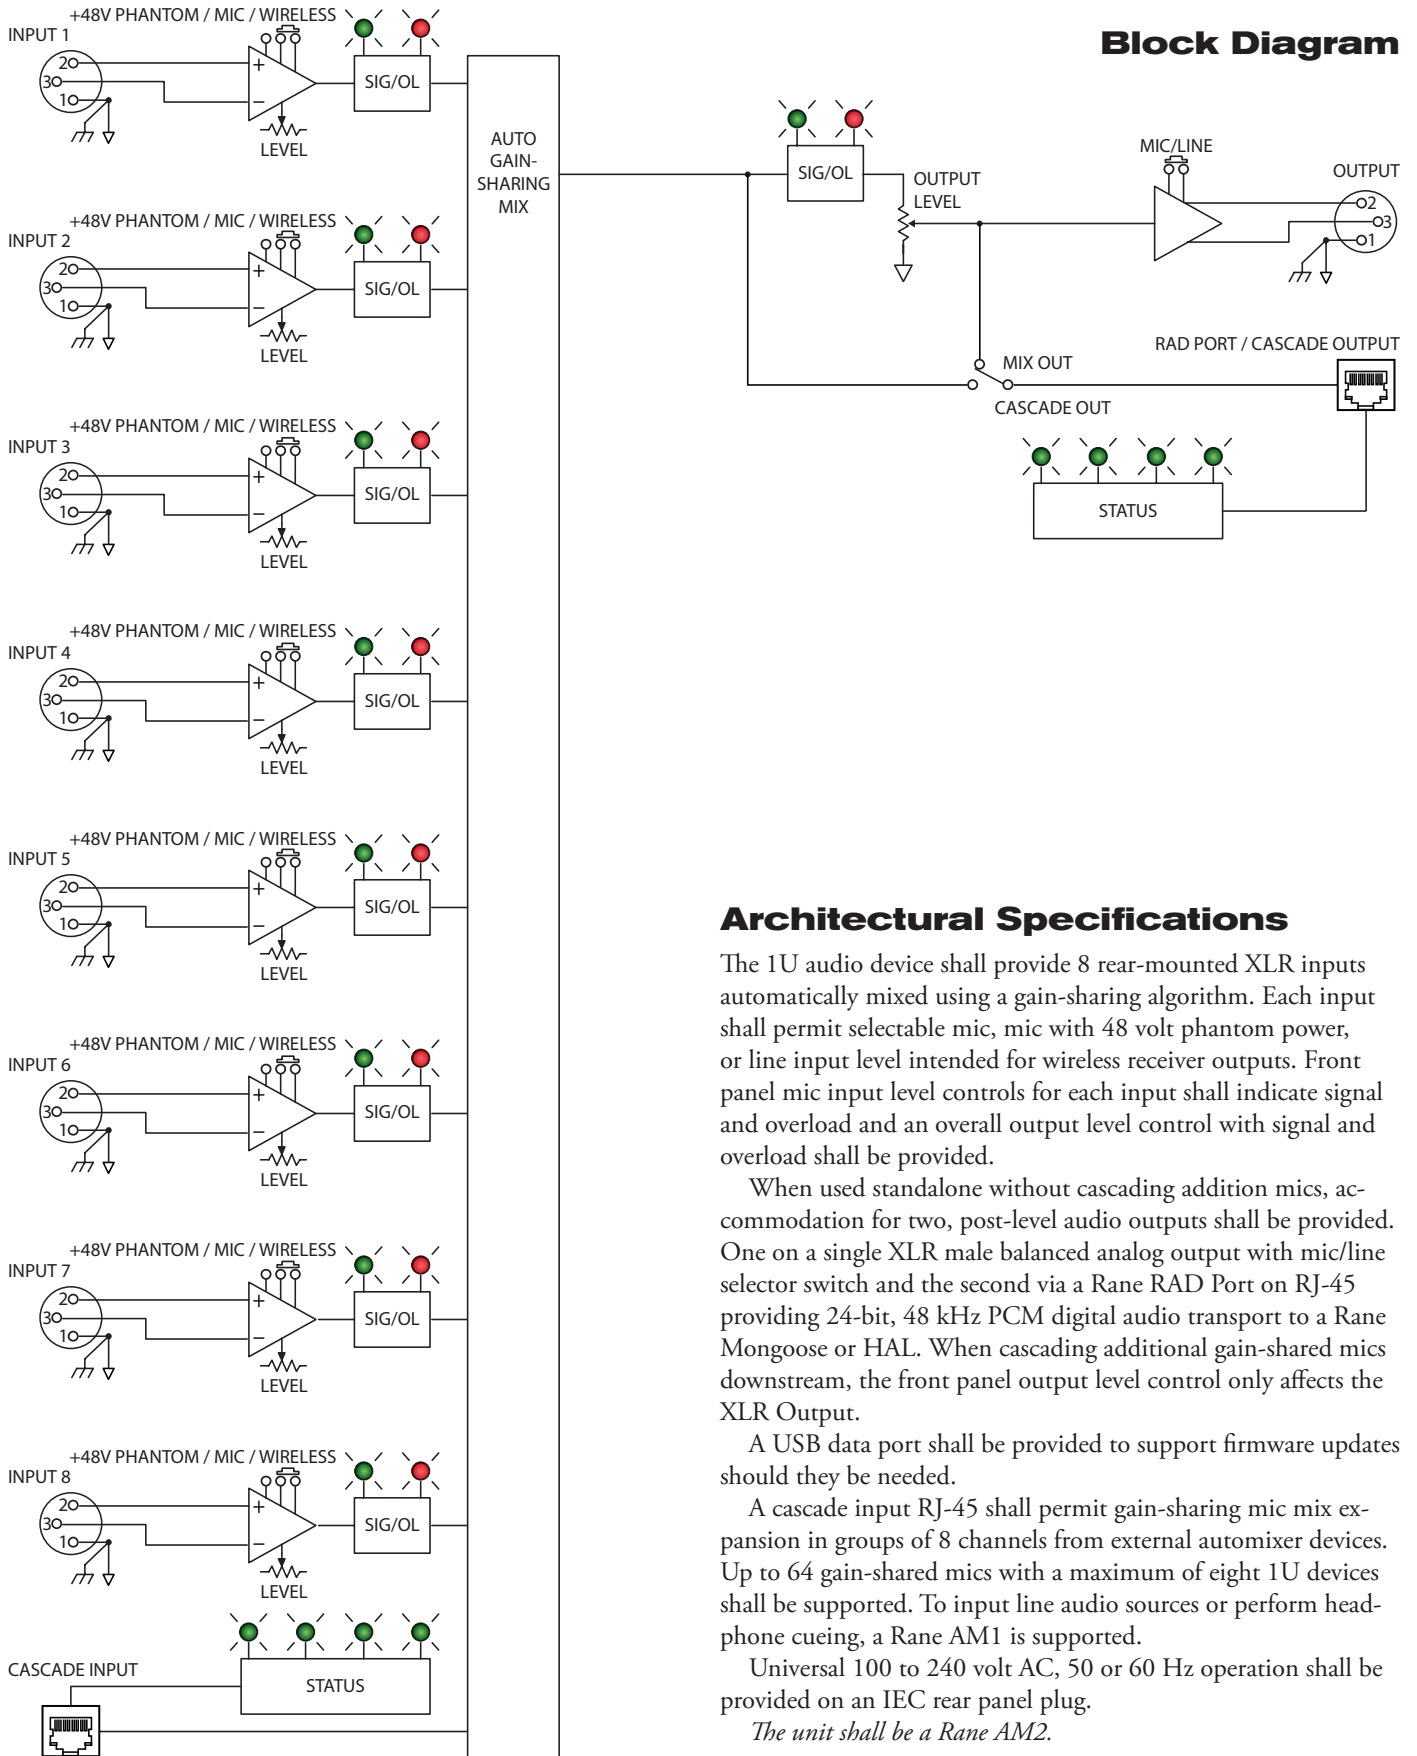 Block Diagram
+48V PHANTOM / MIC / WIRELESS
INPUT 1
2
3
1
+
−
LEVEL
SIG/OL
+48V PHANTOM / MIC / WIRELESS
INPUT 2
2
3
1
+
−
LEVEL
SIG/OL
+48V PHANTOM / MIC / WIRELESS
INPUT 3
2
3
1
+
−
LEVEL
SIG/OL
+48V PHANTOM / MIC / WIRELESS
INPUT 4
2
3
1
+
−
LEVEL
SIG/OL
+48V PHANTOM / MIC / WIRELESS
INPUT 5
2
3
1
+
−
LEVEL
SIG/OL
+48V PHANTOM / MIC / WIRELESS
INPUT 6
2
3
1
+
−
LEVEL
SIG/OL
+48V PHANTOM / MIC / WIRELESS
INPUT 7
2
3
1
+
−
LEVEL
SIG/OL
+48V PHANTOM / MIC / WIRELESS
INPUT 8
2
3
1
+
−
LEVEL
SIG/OL
CASCADE INPUT
STATUS
AUTO
GAIN-
SHARING
MIX
SIG/OL
OUTPUT
LEVEL
MIC/LINE
OUTPUT
2
3
1
RAD PORT / CASCADE OUTPUT
MIX OUT
CASCADE OUT
STATUS
Architectural Specifications
The 1U audio device shall provide 8 rear-mounted XLR inputs
automatically mixed using a gain-sharing algorithm. Each input
shall permit selectable mic, mic with 48 volt phantom power,
or line input level intended for wireless receiver outputs. Front
panel mic input level controls for each input shall indicate signal
and overload and an overall output level control with signal and
overload shall be provided.
When used standalone without cascading addition mics, ac-
commodation for two, post-level audio outputs shall be provided.
One on a single XLR male balanced analog output with mic/line
selector switch and the second via a Rane RAD Port on RJ-45
providing 24-bit, 48 kHz PCM digital audio transport to a Rane
Mongoose or HAL. When cascading additional gain-shared mics
downstream, the front panel output level control only affects the
XLR Output.
A USB data port shall be provided to support firmware updates
should they be needed.
A cascade input RJ-45 shall permit gain-sharing mic mix ex-
pansion in groups of 8 channels from external automixer devices.
Up to 64 gain-shared mics with a maximum of eight 1U devices
shall be supported. To input line audio sources or perform head-
phone cueing, a Rane AM1 is supported.
Universal 100 to 240 volt AC, 50 or 60 Hz operation shall be
provided on an IEC rear panel plug.
The unit shall be a Rane AM2.